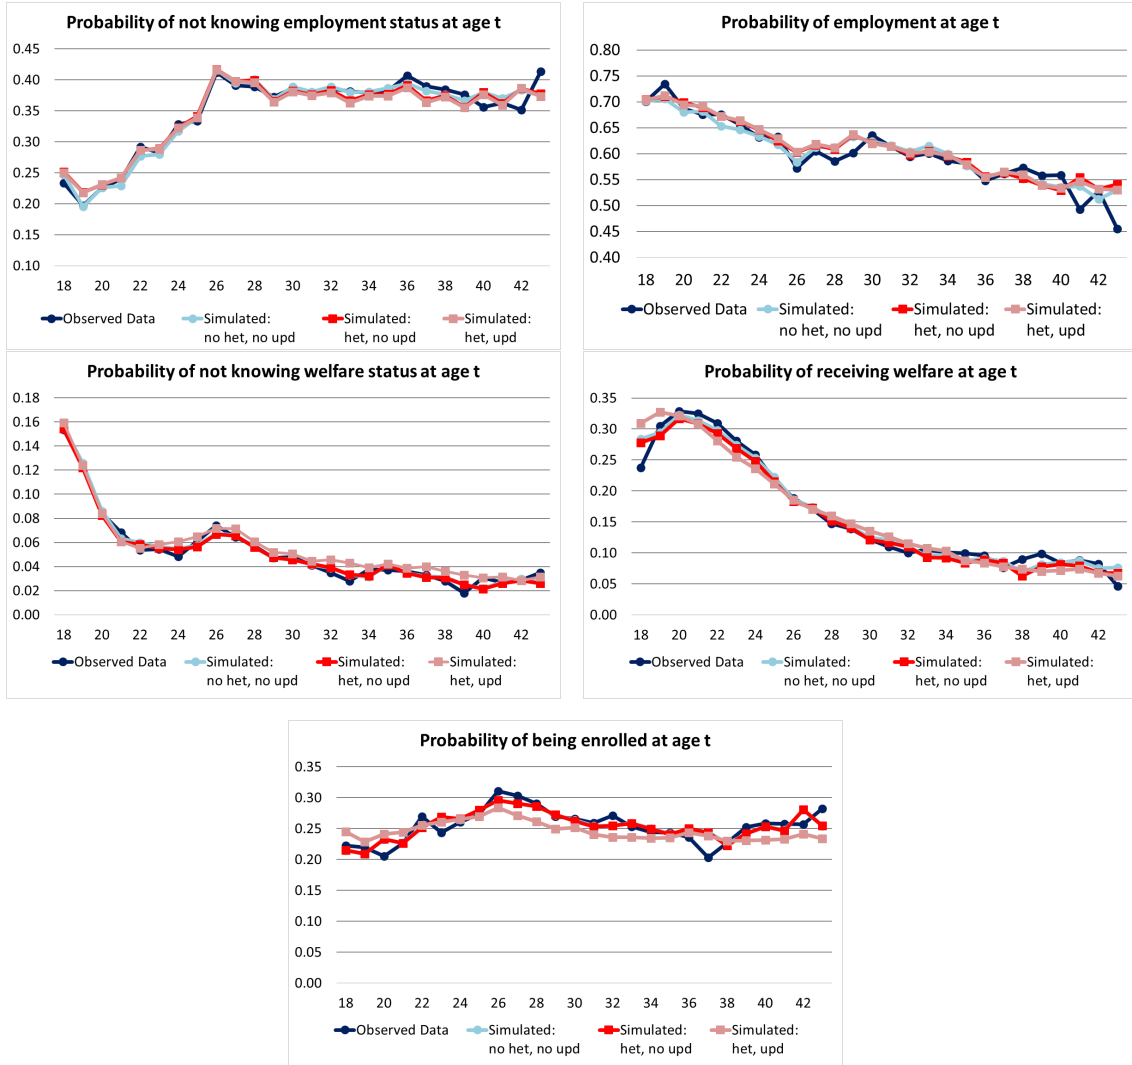 Probability of not knowing employment status at age t
0.45
0.40
0.35
0.30
0.25
0.20
0.15
0.10
18 20 22 24 26 28 30 32 34 36 38 40 42
Observed Data Simulated: Simulated: Simulated:
no het, no upd het, no upd het, upd
Probability of employment at age t
0.80
0.75
0.70
0.65
0.60
0.55
0.50
0.45
0.40
18 20 22 24 26 28 30 32 34 36 38 40 42
Observed Data Simulated: Simulated: Simulated:
no het, no upd het, no upd het, upd
Probability of not knowing welfare status at age t
0.18
0.16
0.14
0.12
0.10
0.08
0.06
0.04
0.02
0.00
18 20 22 24 26 28 30 32 34 36 38 40 42
Observed Data Simulated: Simulated: Simulated:
no het, no upd het, no upd het, upd
Probability of receiving welfare at age t
0.35
0.30
0.25
0.20
0.15
0.10
0.05
0.00
18 20 22 24 26 28 30 32 34 36 38 40 42
Observed Data Simulated: Simulated: Simulated:
no het, no upd het, no upd het, upd
Probability of being enrolled at age t
0.35
0.30
0.25
0.20
0.15
0.10
0.05
0.00
18 20 22 24 26 28 30 32 34 36 38 40 42
Observed Data Simulated: Simulated: Simulated:
no het, no upd het, no upd het, upd